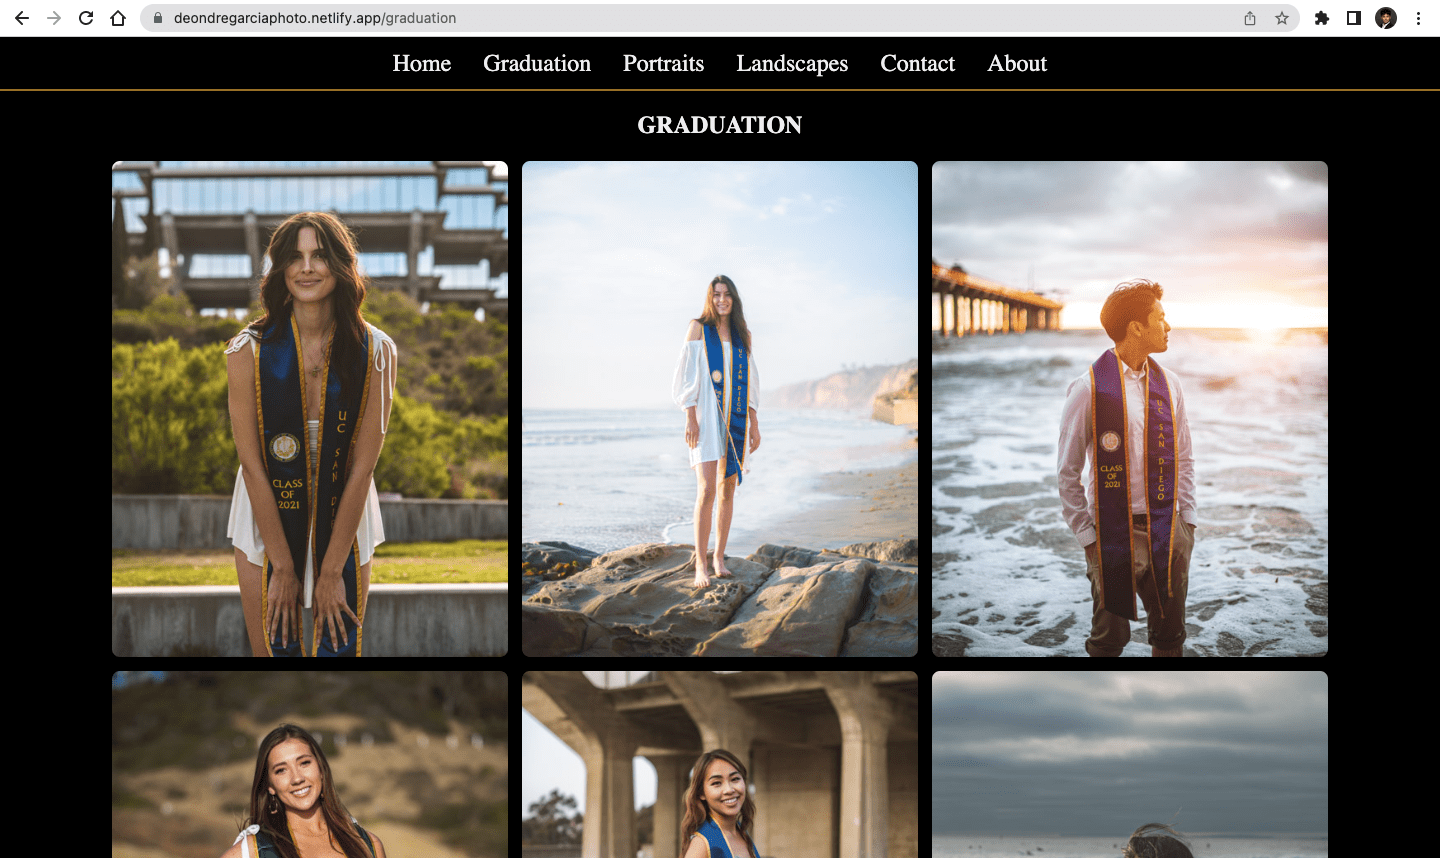 deondregarciaphoto.netlify.app/graduation
Home Graduation Portraits Landscapes Contact About
GRADUATION
CLASS
OF
2021
UC SAN DIEGO
UC SAN DIEGO
CLASS
OF
2021
UC SAN DIEGO